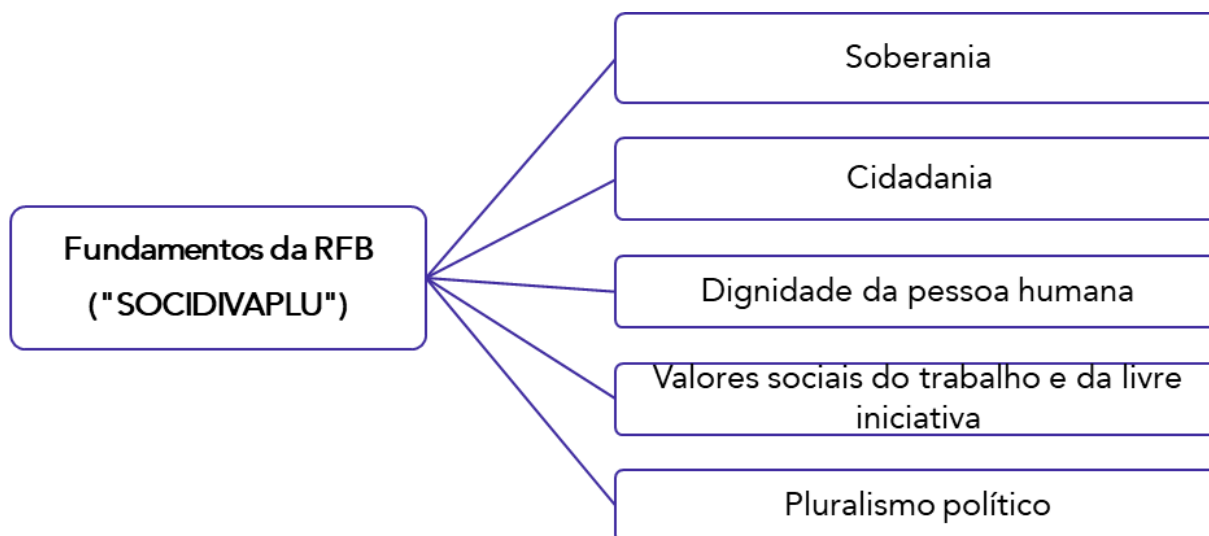 Fundamentos da RFB
("SOCIDIVAPLU")
Soberania
Cidadania
Dignidade da pessoa humana
Valores sociais do trabalho e da livre
iniciativa
Pluralismo político